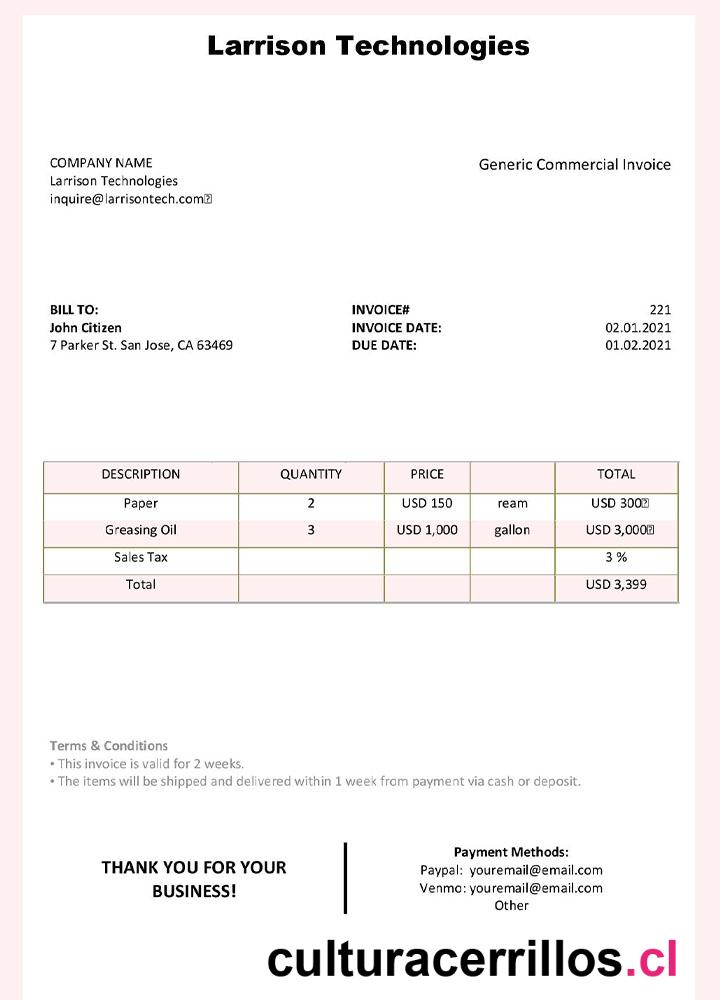 Larrison Technologies
COMPANY NAME
Larrison Technologies
inquire@larrisontech.com
Generic Commercial Invoice
BILL TO:
John Citizen
7 Parker St. San Jose, CA 63469
INVOICE# 221
INVOICE DATE: 02.01.2021
DUE DATE: 01.02.2021
DESCRIPTION QUANTITY PRICE TOTAL
Paper 2 USD 150 ream USD 300
Greasing Oil 3 USD 1,000 gallon USD 3,000
Sales Tax 3 %
Total USD 3,399
Terms & Conditions
• This invoice is valid for 2 weeks.
• The items will be shipped and delivered within 1 week from payment via cash or deposit.
THANK YOU FOR YOUR
BUSINESS!
Payment Methods:
Paypal: youremail@email.com
Venmo: youremail@email.com
Other
culturacerrillos.cl